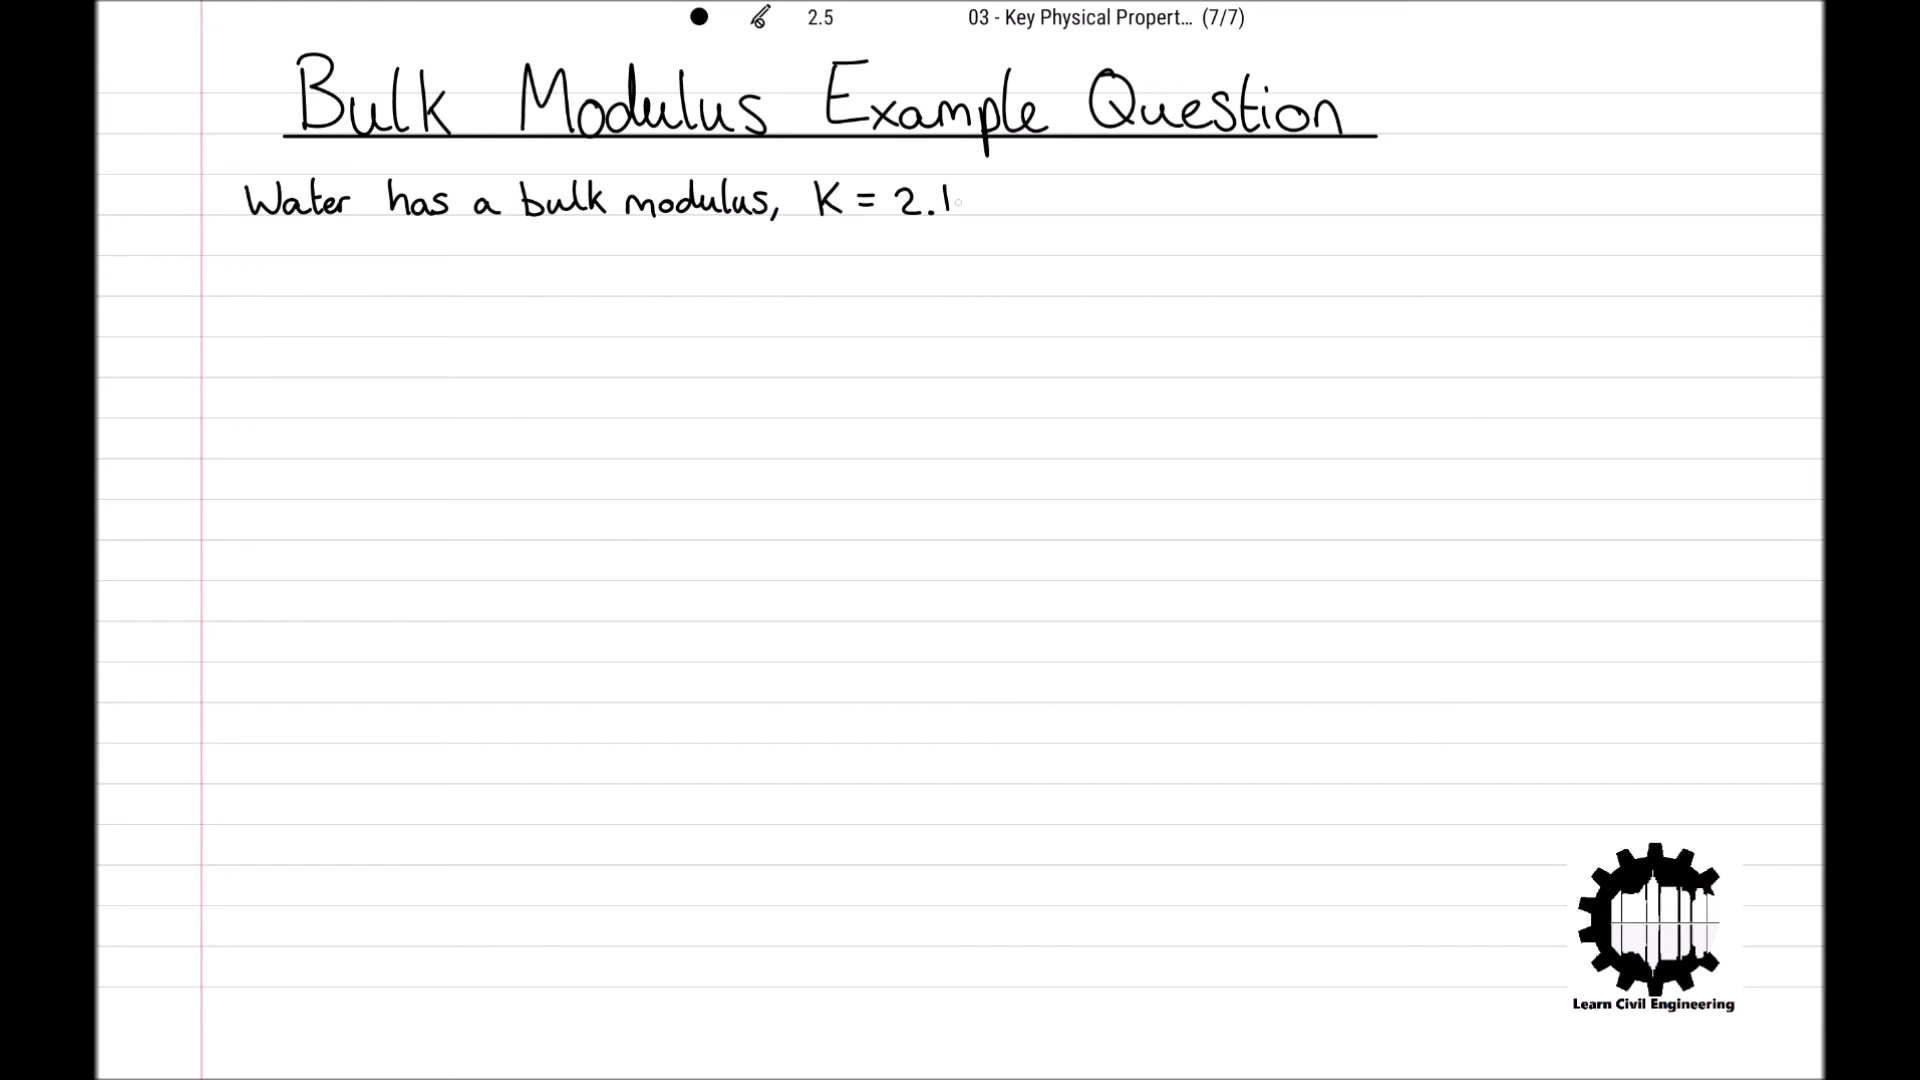 2.5 03 - Key Physical Propert... (7/7)
Bulk Modulus Example Question
Water has a bulk modulus, K = 2.1
Learn Civil Engineering